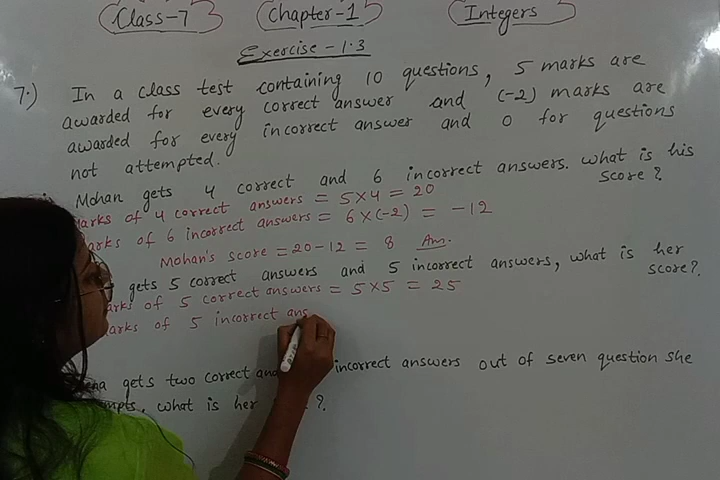 Class-7 Chapter-1 Integers
Exercise - 1.3
7.) In a class test containing 10 questions, 5 marks are
awarded for every correct answer and (-2) marks are
awarded for every incorrect answer and 0 for questions
not attempted.
Mohan gets 4 correct and 6 incorrect answers. What is his
score?
Marks of 4 correct answers = 5×4 = 20
Marks of 6 incorrect answers = 6×(-2) = -12
Mohan's score = 20-12 = 8 Ans.
gets 5 correct answers and 5 incorrect answers, what is her
score?
Marks of 5 correct answers = 5×5 = 25
Marks of 5 incorrect ans
gets two correct and incorrect answers out of seven question she
what is her ?